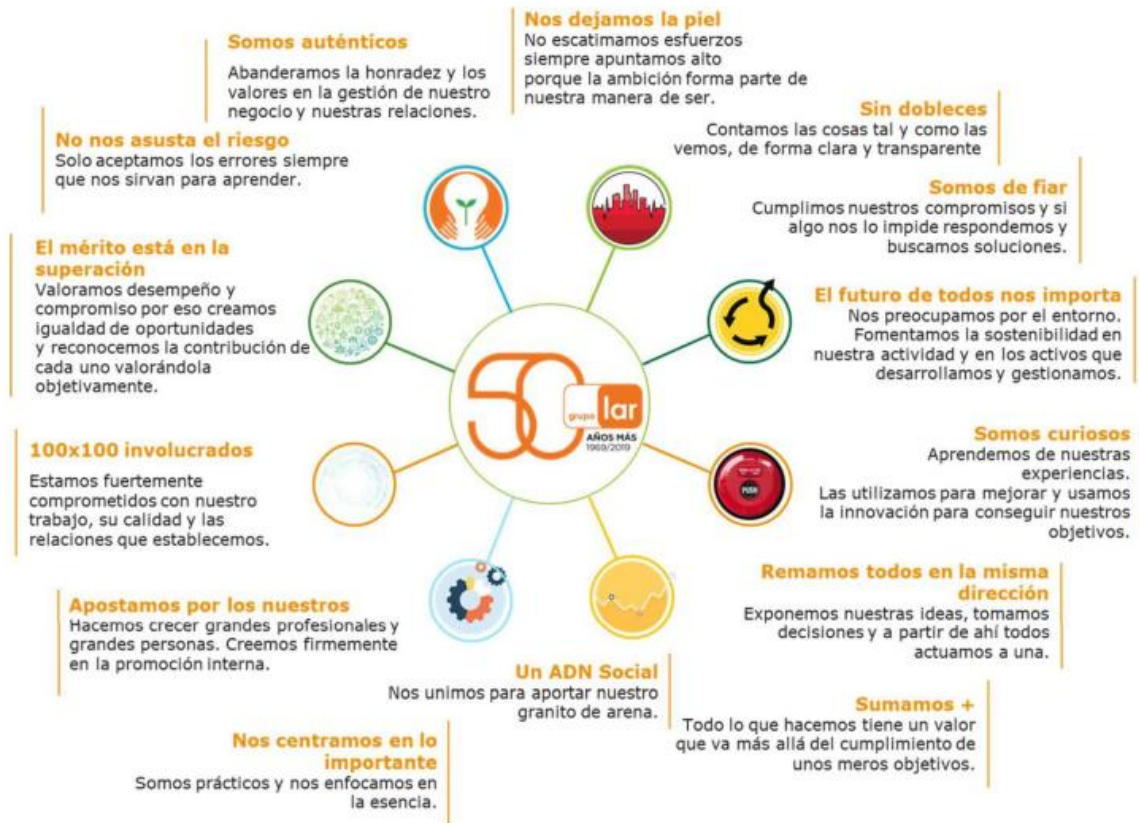 Nos dejamos la piel
No escatimamos esfuerzos
siempre apuntamos alto
porque la ambición forma parte de
nuestra manera de ser.
Somos auténticos
Abanderamos la honradez y los
valores en la gestión de nuestro
negocio y nuestras relaciones.
Sin dobleces
Contamos las cosas tal y como las
vemos, de forma clara y transparente
No nos asusta el riesgo
Solo aceptamos los errores siempre
que nos sirvan para aprender.
Somos de fiar
Cumplimos nuestros compromisos y si
algo nos lo impide respondemos y
buscamos soluciones.
El mérito está en la
superación
Valoramos desempeño y
compromiso por eso creamos
igualdad de oportunidades
y reconocemos la contribución de
cada uno valorándola
objetivamente.
El futuro de todos nos importa
Nos preocupamos por el entorno.
Fomentamos la sostenibilidad en
nuestra actividad y en los activos que
desarrollamos y gestionamos.
50
grupo lar
AÑOS MÁS
1969/2019
100x100 involucrados
Estamos fuertemente
comprometidos con nuestro
trabajo, su calidad y las
relaciones que establecemos.
Somos curiosos
Aprendemos de nuestras
experiencias.
Las utilizamos para mejorar y usamos
la innovación para conseguir nuestros
objetivos.
PUSH
Remamos todos en la misma
dirección
Exponemos nuestras ideas, tomamos
decisiones y a partir de ahí todos
actuamos a una.
Apostamos por los nuestros
Hacemos crecer grandes profesionales y
grandes personas. Creemos firmemente
en la promoción interna.
Un ADN Social
Nos unimos para aportar nuestro
granito de arena.
Sumamos +
Todo lo que hacemos tiene un valor
que va más allá del cumplimiento de
unos meros objetivos.
Nos centramos en lo
importante
Somos prácticos y nos enfocamos en
la esencia.